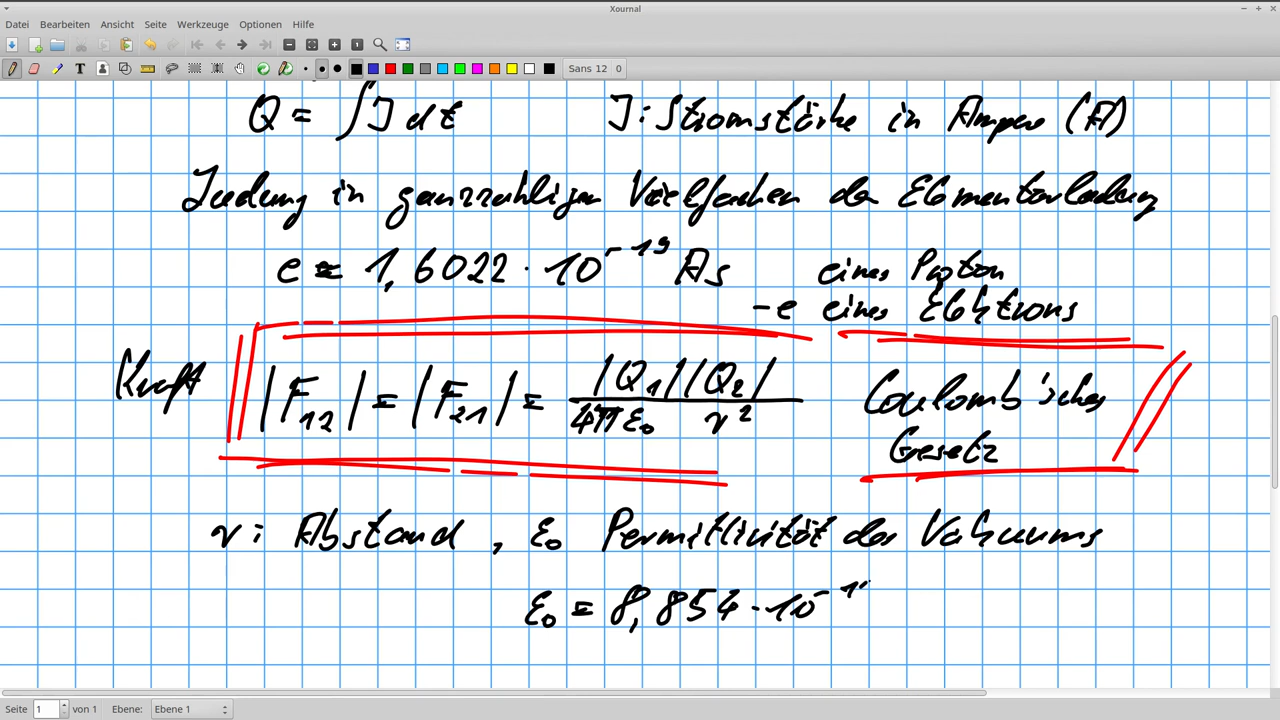 Xournal
Datei Bearbeiten Ansicht Seite Werkzeuge Optionen Hilfe
Sans 12 0
Q = ∫ I dt I : Stromstärke in Ampere (A)
Ladung in ganzzahligen Vielfachen der Elementarladung
e ≈ 1,6022 · 10^-19 As eines Proton
-e eines Elektrons
Kraft |F₁₂| = |F₂₁| = |Q₁||Q₂| / 4πε₀ r² Coulomb'sches
Gesetz
r : Abstand , ε₀ Permittivität des Vakuums
ε₀ = 8,854 · 10^-1
Seite 1 von 1 Ebene: Ebene 1